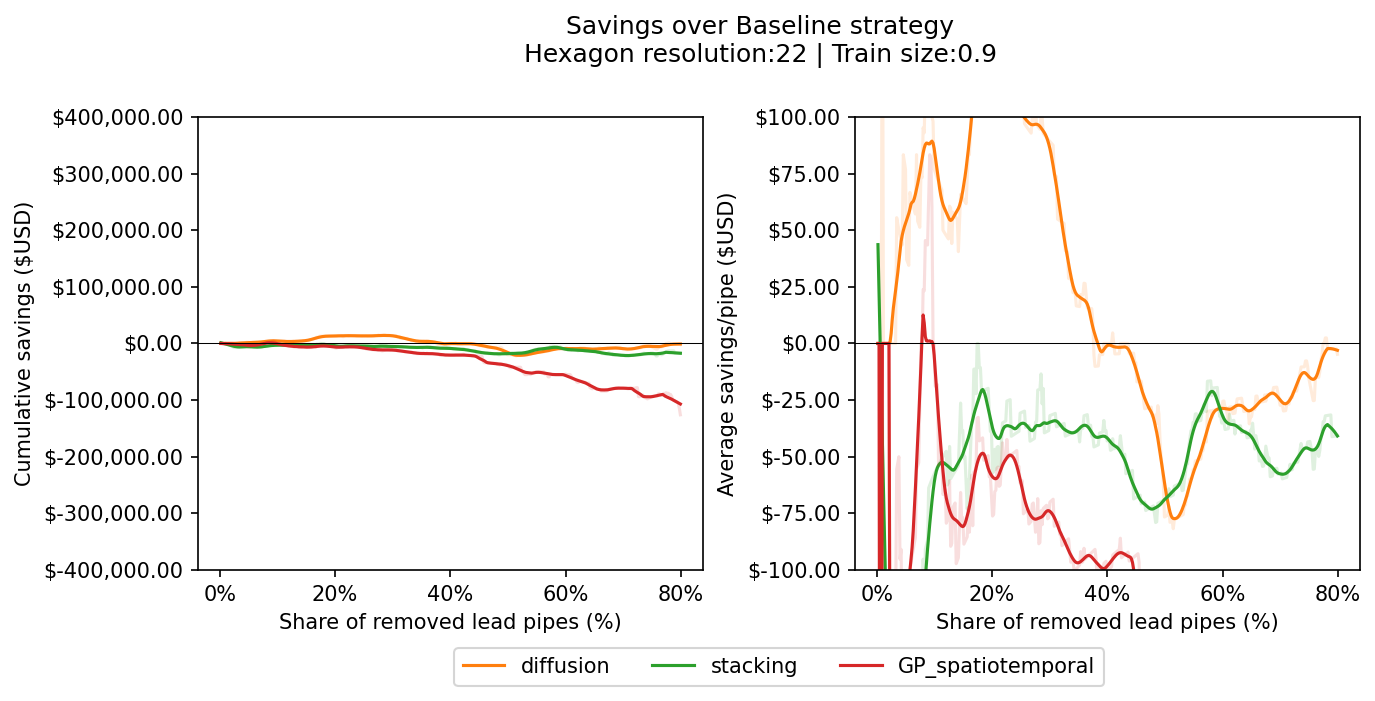 Savings over Baseline strategy
Hexagon resolution:22 | Train size:0.9
Cumulative savings ($USD)
$400,000.00
$300,000.00
$200,000.00
$100,000.00
$0.00
$-100,000.00
$-200,000.00
$-300,000.00
$-400,000.00
0% 20% 40% 60% 80%
Share of removed lead pipes (%)
Average savings/pipe ($USD)
$100.00
$75.00
$50.00
$25.00
$0.00
$-25.00
$-50.00
$-75.00
$-100.00
0% 20% 40% 60% 80%
Share of removed lead pipes (%)
diffusion stacking GP_spatiotemporal